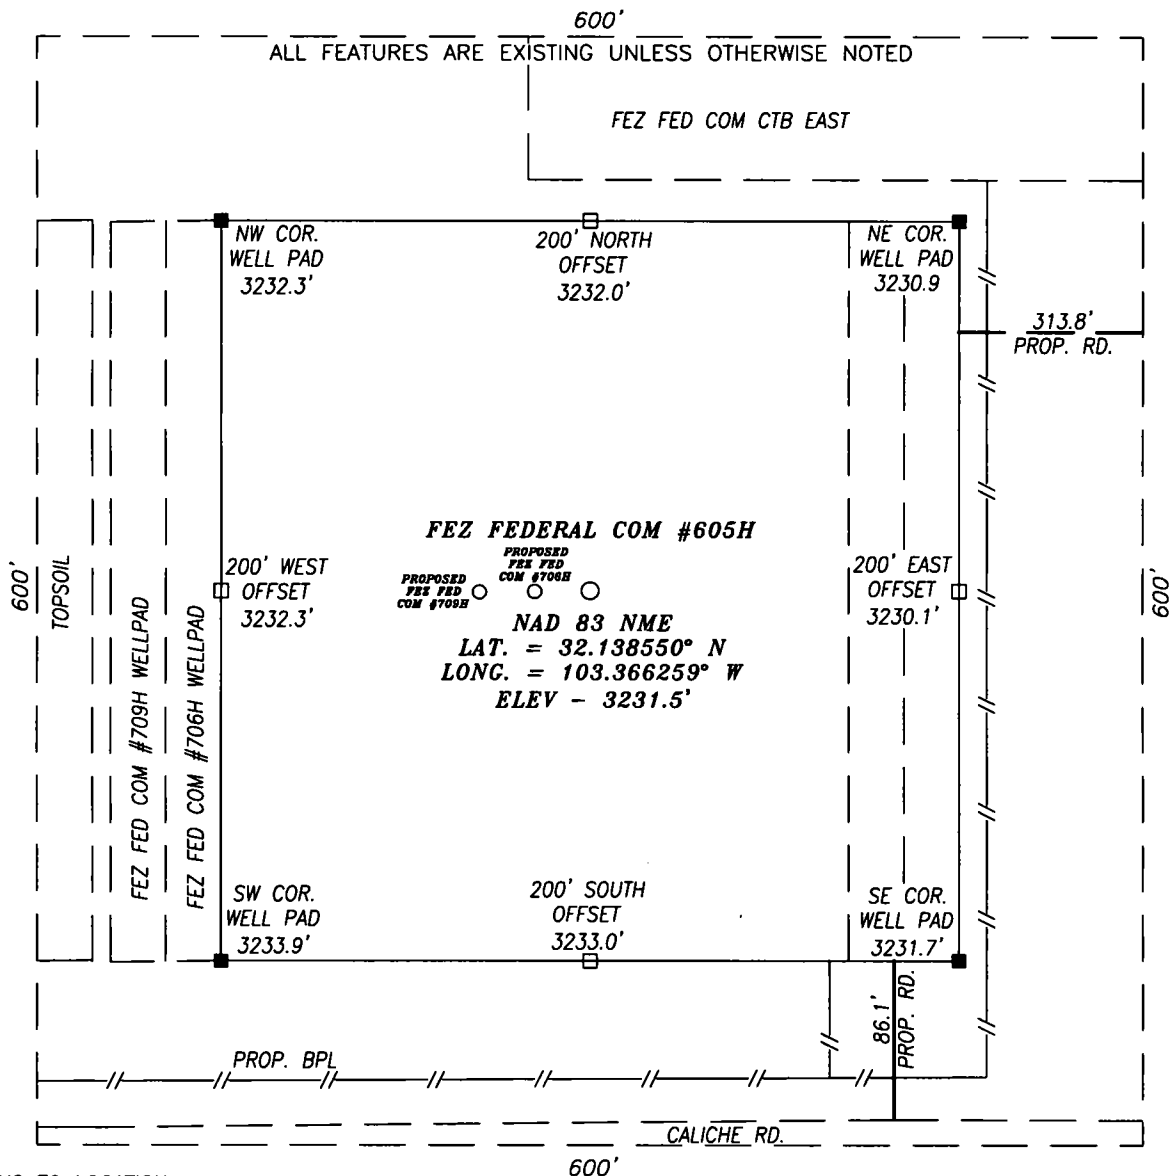 600'
ALL FEATURES ARE EXISTING UNLESS OTHERWISE NOTED
FEZ FED COM CTB EAST
NW COR.
WELL PAD
3232.3'
200' NORTH
OFFSET
3232.0'
NE COR.
WELL PAD
3230.9
313.8'
PROP. RD.
600'
TOPSOIL
FEZ FED COM #709H WELLPAD
FEZ FED COM #706H WELLPAD
200' WEST
OFFSET
3232.3'
FEZ FEDERAL COM #605H
PROPOSED
FEZ FED
COM #706H
PROPOSED
FEZ FED
COM #709H
NAD 83 NME
LAT. = 32.138550° N
LONG. = 103.366259° W
ELEV - 3231.5'
200' EAST
OFFSET
3230.1'
600'
SW COR.
WELL PAD
3233.9'
200' SOUTH
OFFSET
3233.0'
SE COR.
WELL PAD
3231.7'
86.1'
PROP. RD.
PROP. BPL
CALICHE RD.
600'